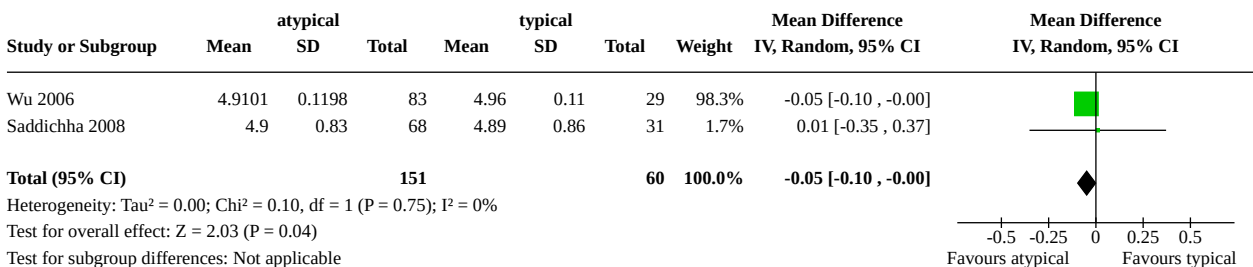 atypical typical Mean Difference Mean Difference
Study or Subgroup Mean SD Total Mean SD Total Weight IV, Random, 95% CI IV, Random, 95% CI
Wu 2006 4.9101 0.1198 83 4.96 0.11 29 98.3% -0.05 [-0.10 , -0.00]
Saddichha 2008 4.9 0.83 68 4.89 0.86 31 1.7% 0.01 [-0.35 , 0.37]
Total (95% CI) 151 60 100.0% -0.05 [-0.10 , -0.00]
Heterogeneity: Tau² = 0.00; Chi² = 0.10, df = 1 (P = 0.75); I² = 0%
Test for overall effect: Z = 2.03 (P = 0.04) -0.5 -0.25 0 0.25 0.5
Test for subgroup differences: Not applicable Favours atypical Favours typical